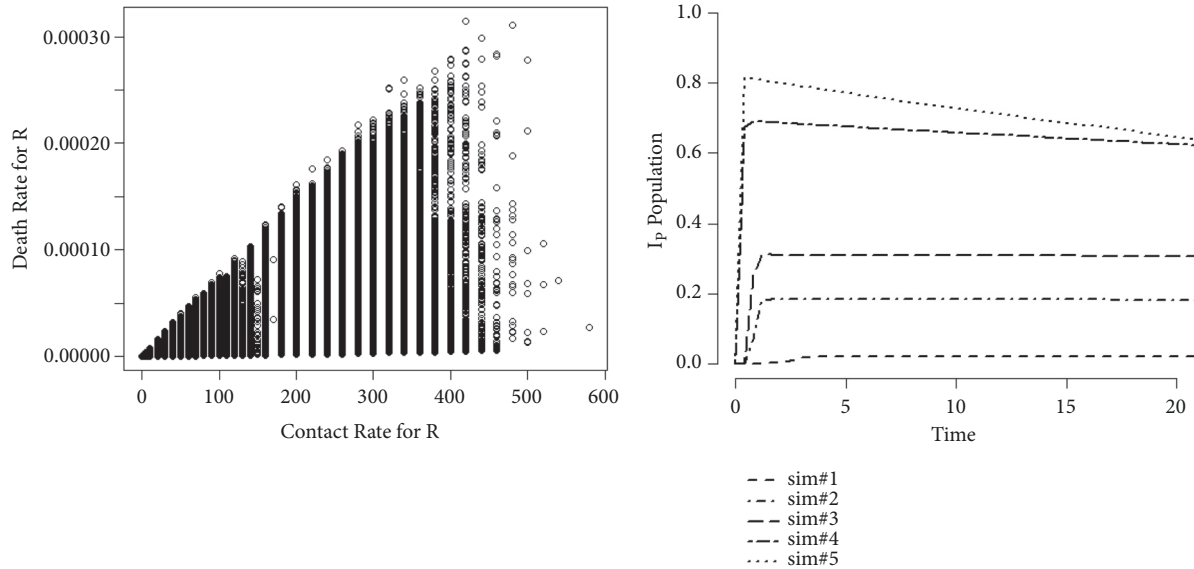 0.00030
0.00020
0.00010
0.00000
Death Rate for R
0 100 200 300 400 500 600
Contact Rate for R
1.0
0.8
0.6
0.4
0.2
0.0
IP Population
0 5 10 15 20
Time
sim#1
sim#2
sim#3
sim#4
sim#5